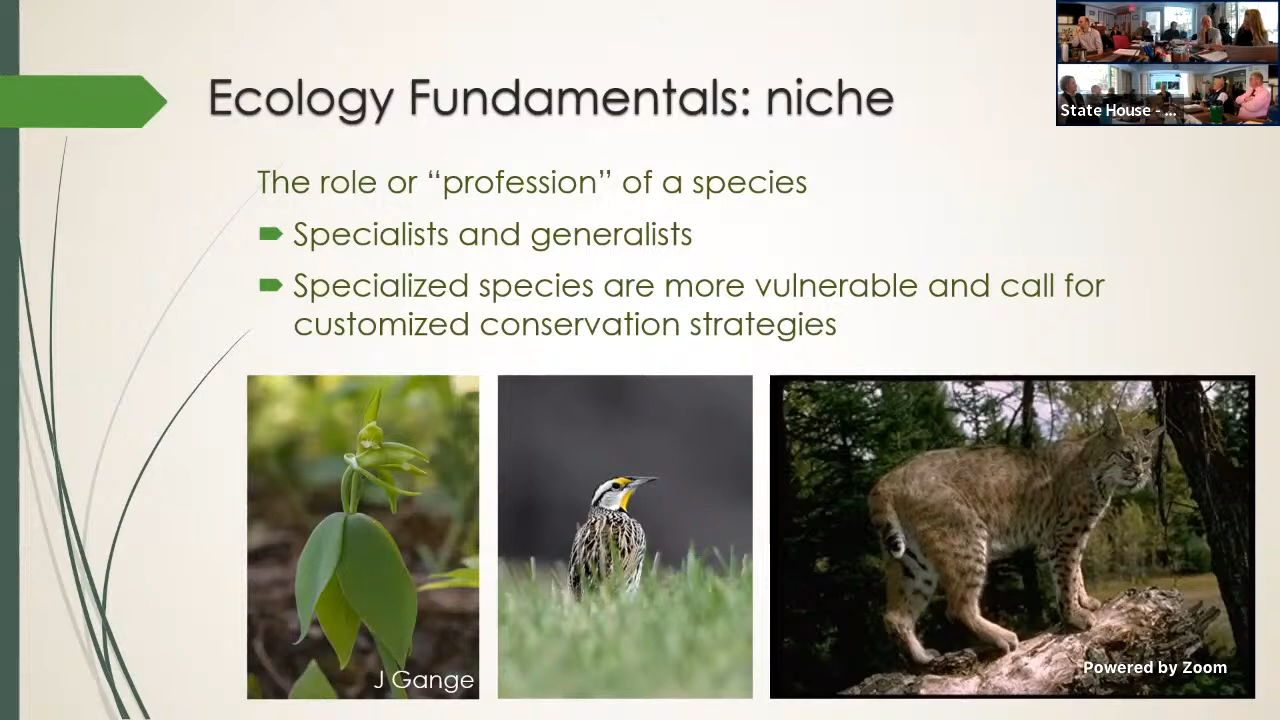 Ecology Fundamentals: niche
State House - ...
The role or “profession” of a species
Specialists and generalists
Specialized species are more vulnerable and call for
customized conservation strategies
J Gange
Powered by Zoom